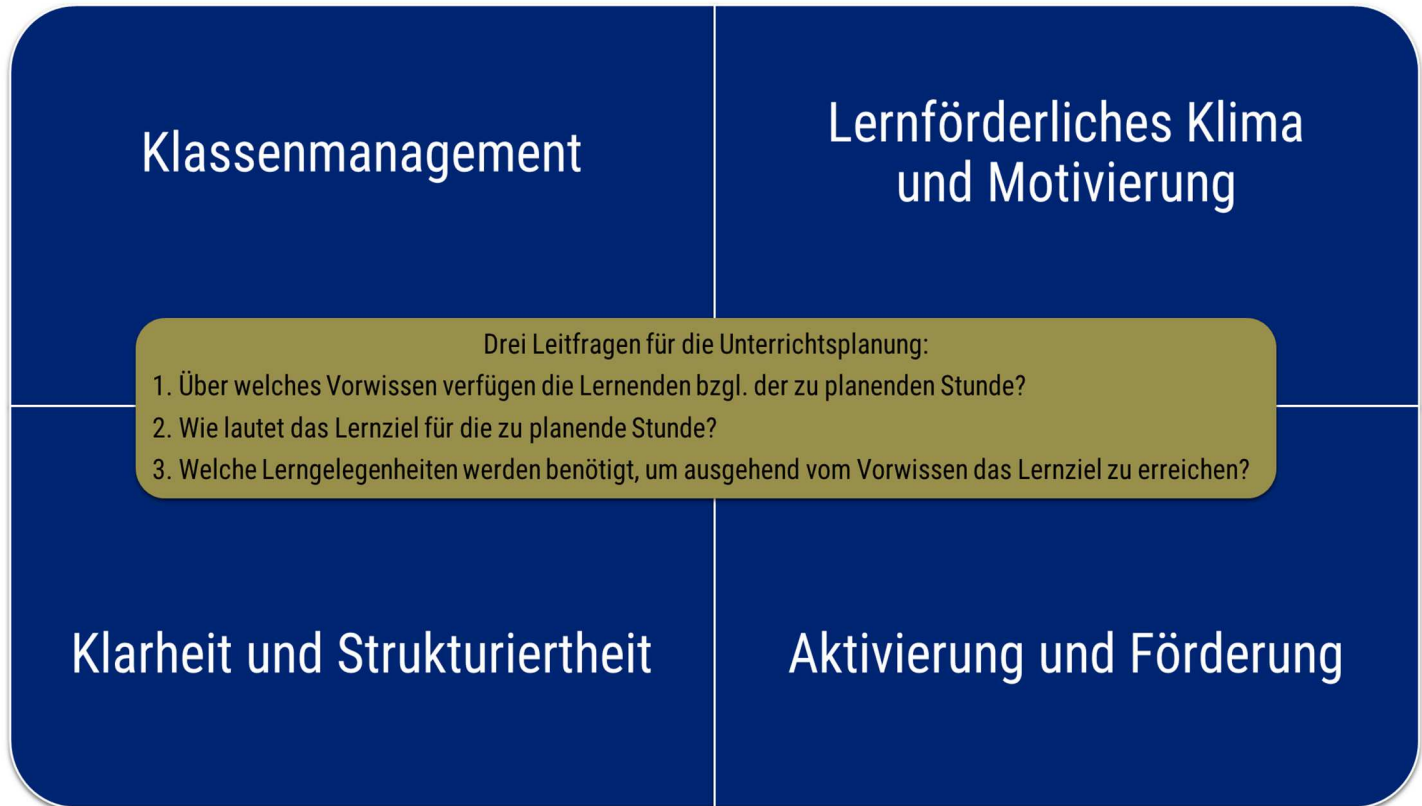 Klassenmanagement
Lernförderliches Klima
und Motivierung
Drei Leitfragen für die Unterrichtsplanung:
1. Über welches Vorwissen verfügen die Lernenden bzgl. der zu planenden Stunde?
2. Wie lautet das Lernziel für die zu planende Stunde?
3. Welche Lerngelegenheiten werden benötigt, um ausgehend vom Vorwissen das Lernziel zu erreichen?
Klarheit und Strukturiertheit
Aktivierung und Förderung